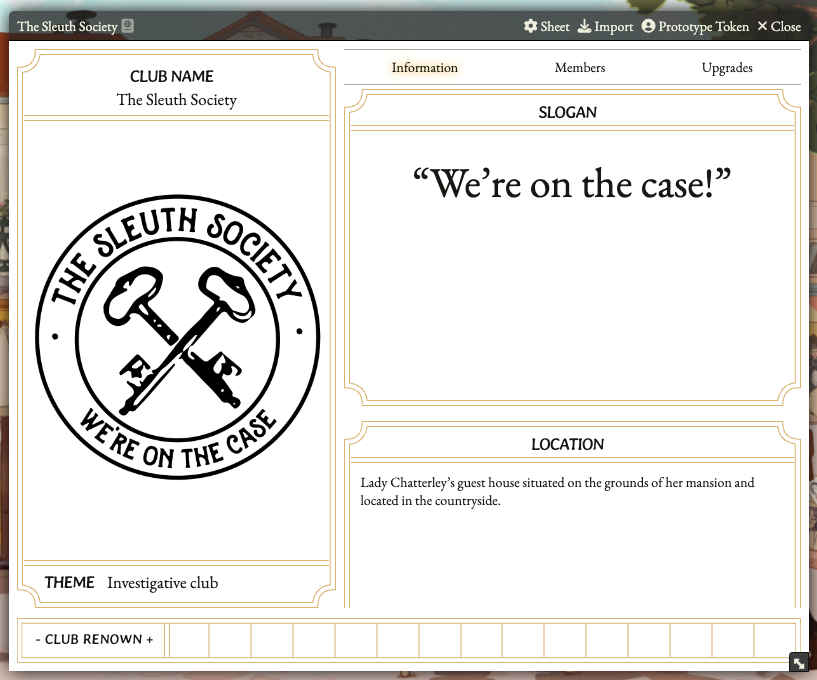 The Sleuth Society
Sheet
Import
Prototype Token
Close
CLUB NAME
The Sleuth Society
THE SLEUTH SOCIETY
WE'RE ON THE CASE
THEME Investigative club
Information
Members
Upgrades
SLOGAN
“We’re on the case!”
LOCATION
Lady Chatterley’s guest house situated on the grounds of her mansion and
located in the countryside.
- CLUB RENOWN +